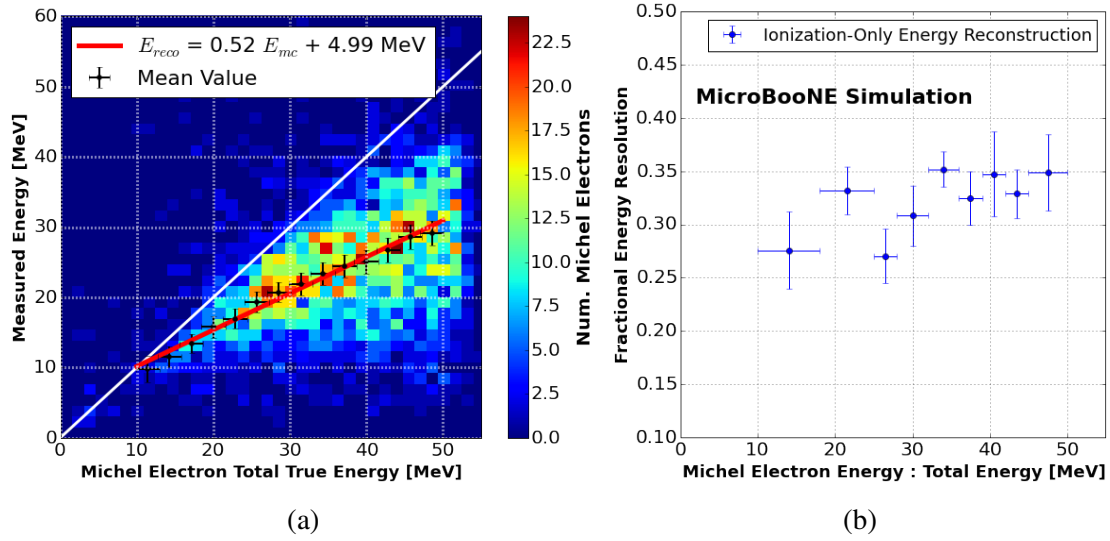 60
50
40
30
20
10
0
Measured Energy [MeV]
E_reco = 0.52 E_mc + 4.99 MeV
Mean Value
0 10 20 30 40 50
Michel Electron Total True Energy [MeV]
22.5
20.0
17.5
15.0
12.5
10.0
7.5
5.0
2.5
0.0
Num. Michel Electrons
(a)
0.50
0.45
0.40
0.35
0.30
0.25
0.20
0.15
0.10
Fractional Energy Resolution
Ionization-Only Energy Reconstruction
MicroBooNE Simulation
0 10 20 30 40 50
Michel Electron Energy : Total Energy [MeV]
(b)